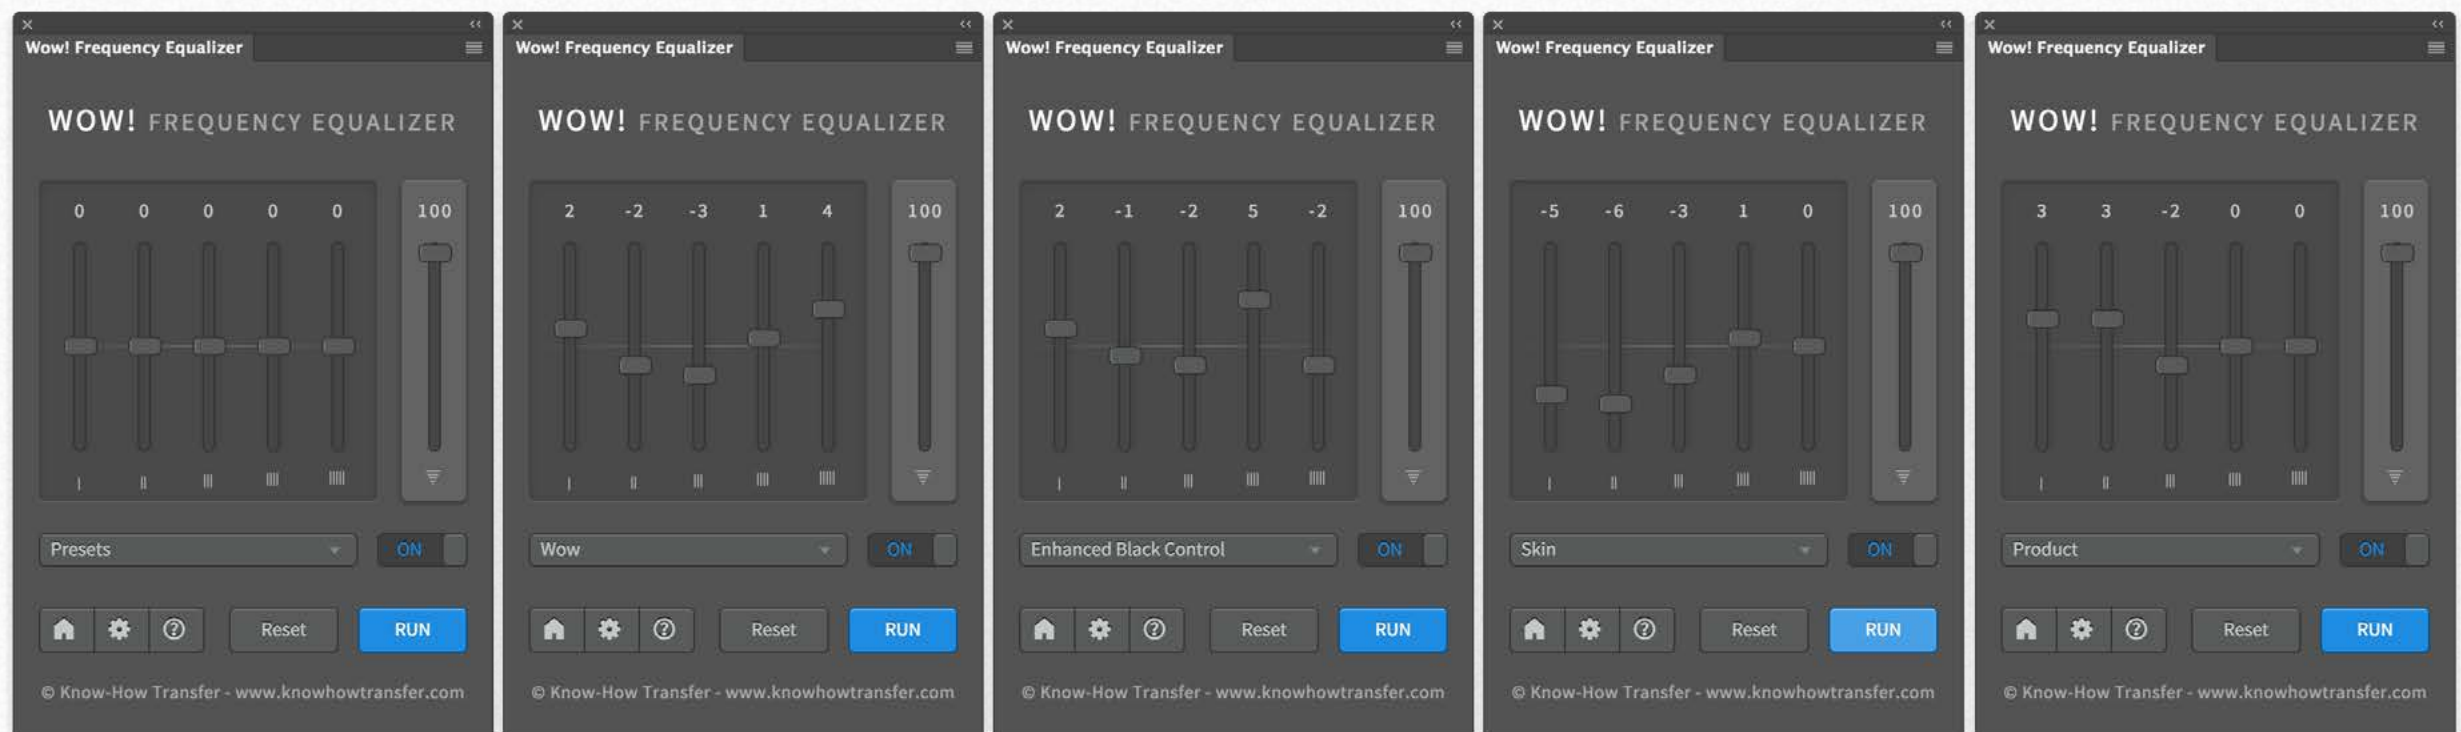 Wow! Frequency Equalizer
WOW! FREQUENCY EQUALIZER
0 0 0 0 0 100
Presets ON
Reset RUN
© Know-How Transfer - www.knowhowtransfer.com
Wow! Frequency Equalizer
WOW! FREQUENCY EQUALIZER
2 -2 -3 1 4 100
Wow ON
Reset RUN
© Know-How Transfer - www.knowhowtransfer.com
Wow! Frequency Equalizer
WOW! FREQUENCY EQUALIZER
2 -1 -2 5 -2 100
Enhanced Black Control ON
Reset RUN
© Know-How Transfer - www.knowhowtransfer.com
Wow! Frequency Equalizer
WOW! FREQUENCY EQUALIZER
-5 -6 -3 1 0 100
Skin ON
Reset RUN
© Know-How Transfer - www.knowhowtransfer.com
Wow! Frequency Equalizer
WOW! FREQUENCY EQUALIZER
3 3 -2 0 0 100
Product ON
Reset RUN
© Know-How Transfer - www.knowhowtransfer.com